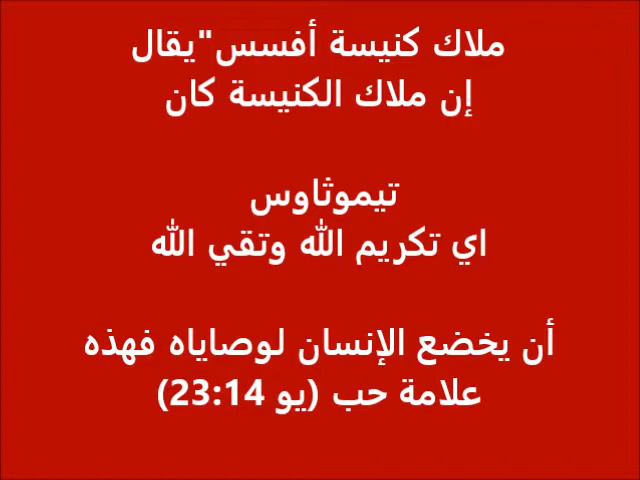 ملاك كنيسة أفسس"يقال
إن ملاك الكنيسة كان
تيموثاوس
اي تكريم الله وتقي الله
أن يخضع الإنسان لوصاياه فهذه
علامة حب (يو 23:14)